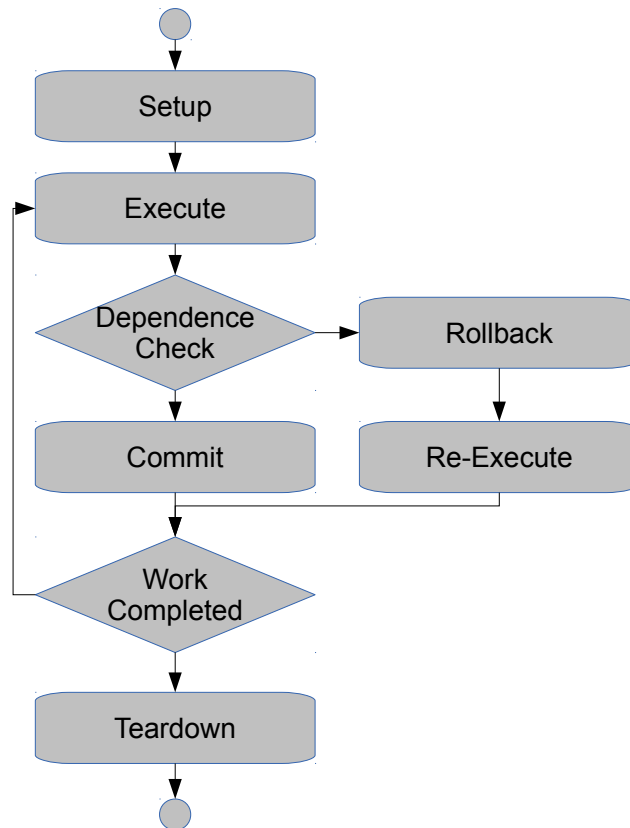 Setup
Execute
Dependence
Check
Rollback
Commit
Re-Execute
Work
Completed
Teardown